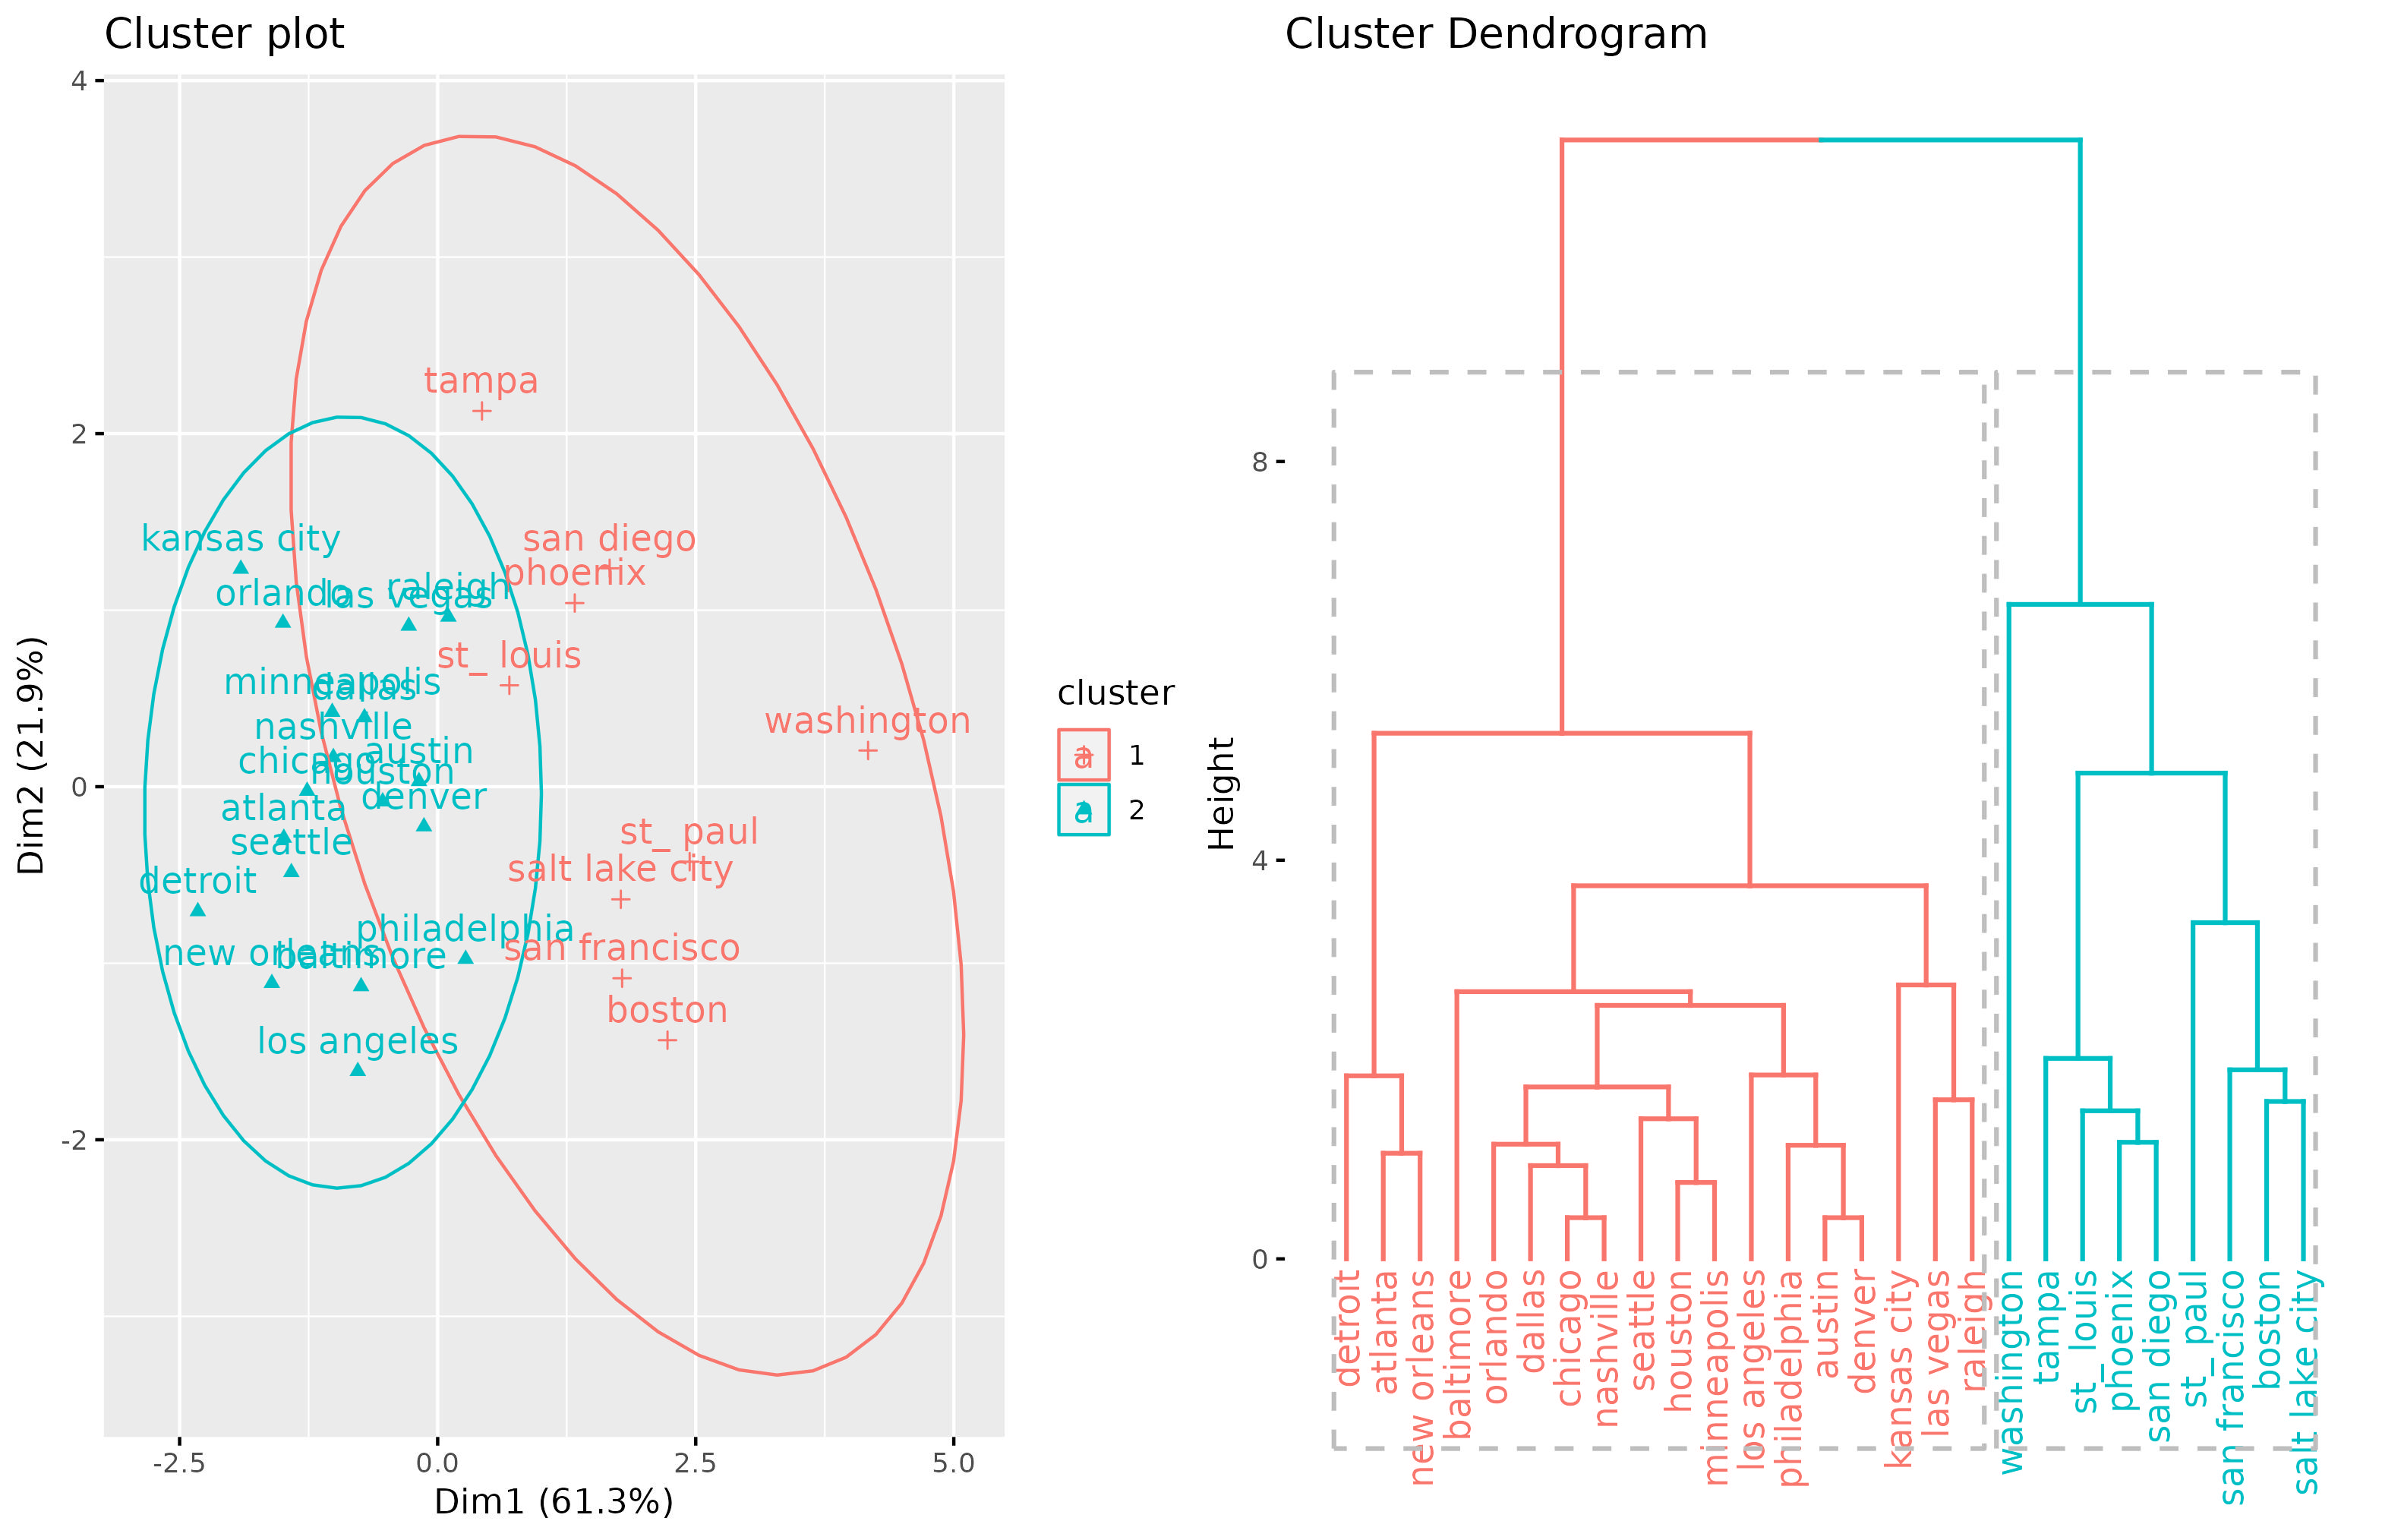 Cluster plot
4
2
0
-2
Dim2 (21.9%)
tampa
kansas city
san diego
phoenix
orlando
las vegas
raleigh
st_ louis
minneapolis
dallas
nashville
washington
chicago
austin
houston
denver
atlanta
seattle
st_ paul
salt lake city
detroit
philadelphia
new orleans
baltimore
san francisco
boston
los angeles
-2.5
0.0
2.5
5.0
Dim1 (61.3%)
cluster
a 1
a 2
Cluster Dendrogram
8
4
0
Height
detroit
atlanta
new orleans
baltimore
orlando
dallas
chicago
nashville
seattle
houston
minneapolis
los angeles
philadelphia
austin
denver
kansas city
las vegas
raleigh
washington
tampa
st_ louis
phoenix
san diego
st_ paul
san francisco
boston
salt lake city